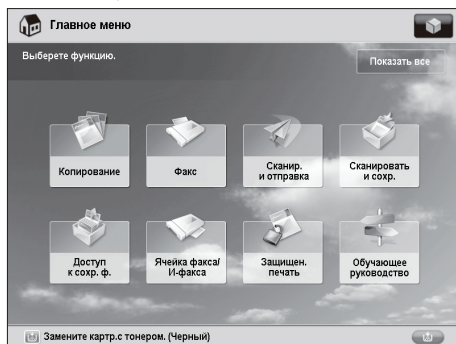 Главное меню
Выберете функцию.
Показать все
Копирование
Факс
Сканир.
и отправка
Сканировать
и сохр.
Доступ
к сохр. ф.
Ячейка факса/
И-факса
Защищен.
печать
Обучающее
руководство
Замените картр.с тонером. (Черный)